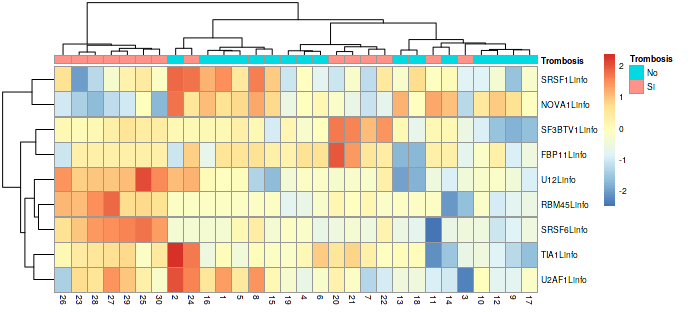 Trombosis
SRSF1Linfo
NOVA1Linfo
SF3BTV1Linfo
FBP11Linfo
U12Linfo
RBM45Linfo
SRSF6Linfo
TIA1Linfo
U2AF1Linfo
26 23 28 27 29 25 30 2 24 16 1 5 8 15 19 4 6 20 21 7 22 13 18 11 14 3 10 12 9 17
2
1
0
-1
-2
Trombosis
No
SI